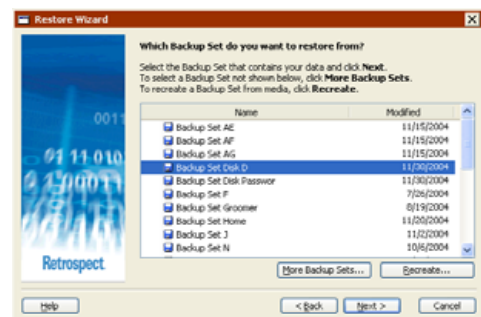 Restore Wizard
Which Backup Set do you want to restore from?
Select the Backup Set that contains your data and click Next.
To select a Backup Set not shown below, click More Backup Sets.
To recreate a Backup Set from media, click Recreate.
Name Modified
Backup Set AE 11/15/2004
Backup Set AF 11/15/2004
Backup Set AG 11/15/2004
Backup Set Disk D 11/30/2004
Backup Set Disk Passwor 11/30/2004
Backup Set F 7/26/2004
Backup Set Groomer 8/19/2004
Backup Set Home 11/20/2004
Backup Set J 11/2/2004
Backup Set N 10/6/2004
0011
01 11 010
Retrospect
More Backup Sets... Recreate...
Help < Back Next > Cancel